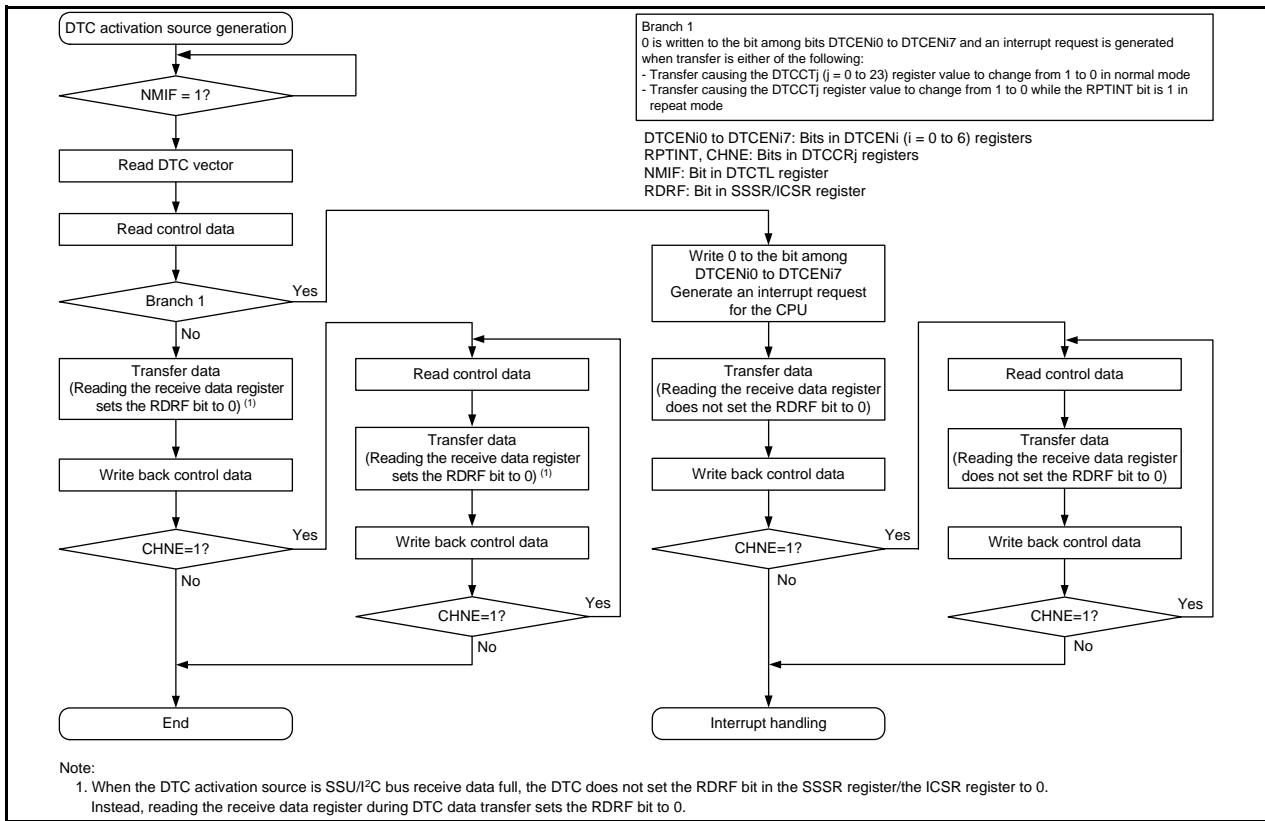 DTC activation source generation
NMIF = 1?
Read DTC vector
Read control data
Branch 1
Yes
No
Transfer data
(Reading the receive data register
sets the RDRF bit to 0) (1)
Write back control data
CHNE=1?
Yes
No
Read control data
Transfer data
(Reading the receive data register
sets the RDRF bit to 0) (1)
Write back control data
CHNE=1?
Yes
No
End
Branch 1
0 is written to the bit among bits DTCENi0 to DTCENi7 and an interrupt request is generated
when transfer is either of the following:
- Transfer causing the DTCCTj (j = 0 to 23) register value to change from 1 to 0 in normal mode
- Transfer causing the DTCCTj register value to change from 1 to 0 while the RPTINT bit is 1 in
repeat mode
DTCENi0 to DTCENi7: Bits in DTCENi (i = 0 to 6) registers
RPTINT, CHNE: Bits in DTCCRj registers
NMIF: Bit in DTCTL register
RDRF: Bit in SSSR/ICSR register
Write 0 to the bit among
DTCENi0 to DTCENi7
Generate an interrupt request
for the CPU
Transfer data
(Reading the receive data register
does not set the RDRF bit to 0)
Write back control data
CHNE=1?
Yes
No
Read control data
Transfer data
(Reading the receive data register
does not set the RDRF bit to 0)
Write back control data
CHNE=1?
Yes
No
Interrupt handling
Note:
1. When the DTC activation source is SSU/I²C bus receive data full, the DTC does not set the RDRF bit in the SSSR register/the ICSR register to 0.
Instead, reading the receive data register during DTC data transfer sets the RDRF bit to 0.